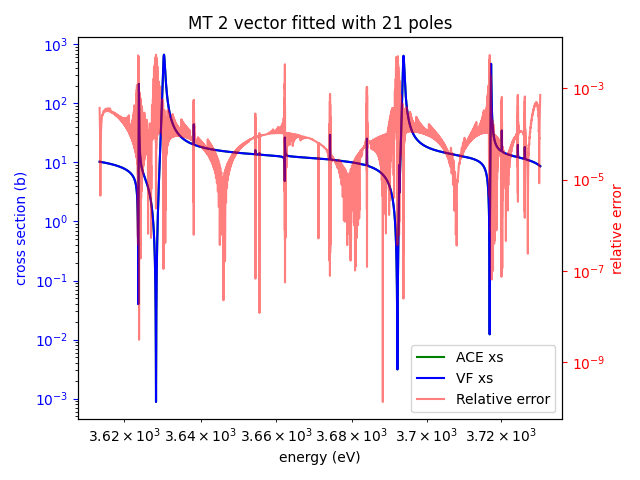 MT 2 vector fitted with 21 poles
10³
10²
10¹
10⁰
10⁻¹
10⁻²
10⁻³
cross section (b)
10⁻³
10⁻⁵
10⁻⁷
10⁻⁹
relative error
ACE xs
VF xs
Relative error
3.62 × 10³ 3.64 × 10³ 3.66 × 10³ 3.68 × 10³ 3.7 × 10³ 3.72 × 10³
energy (eV)